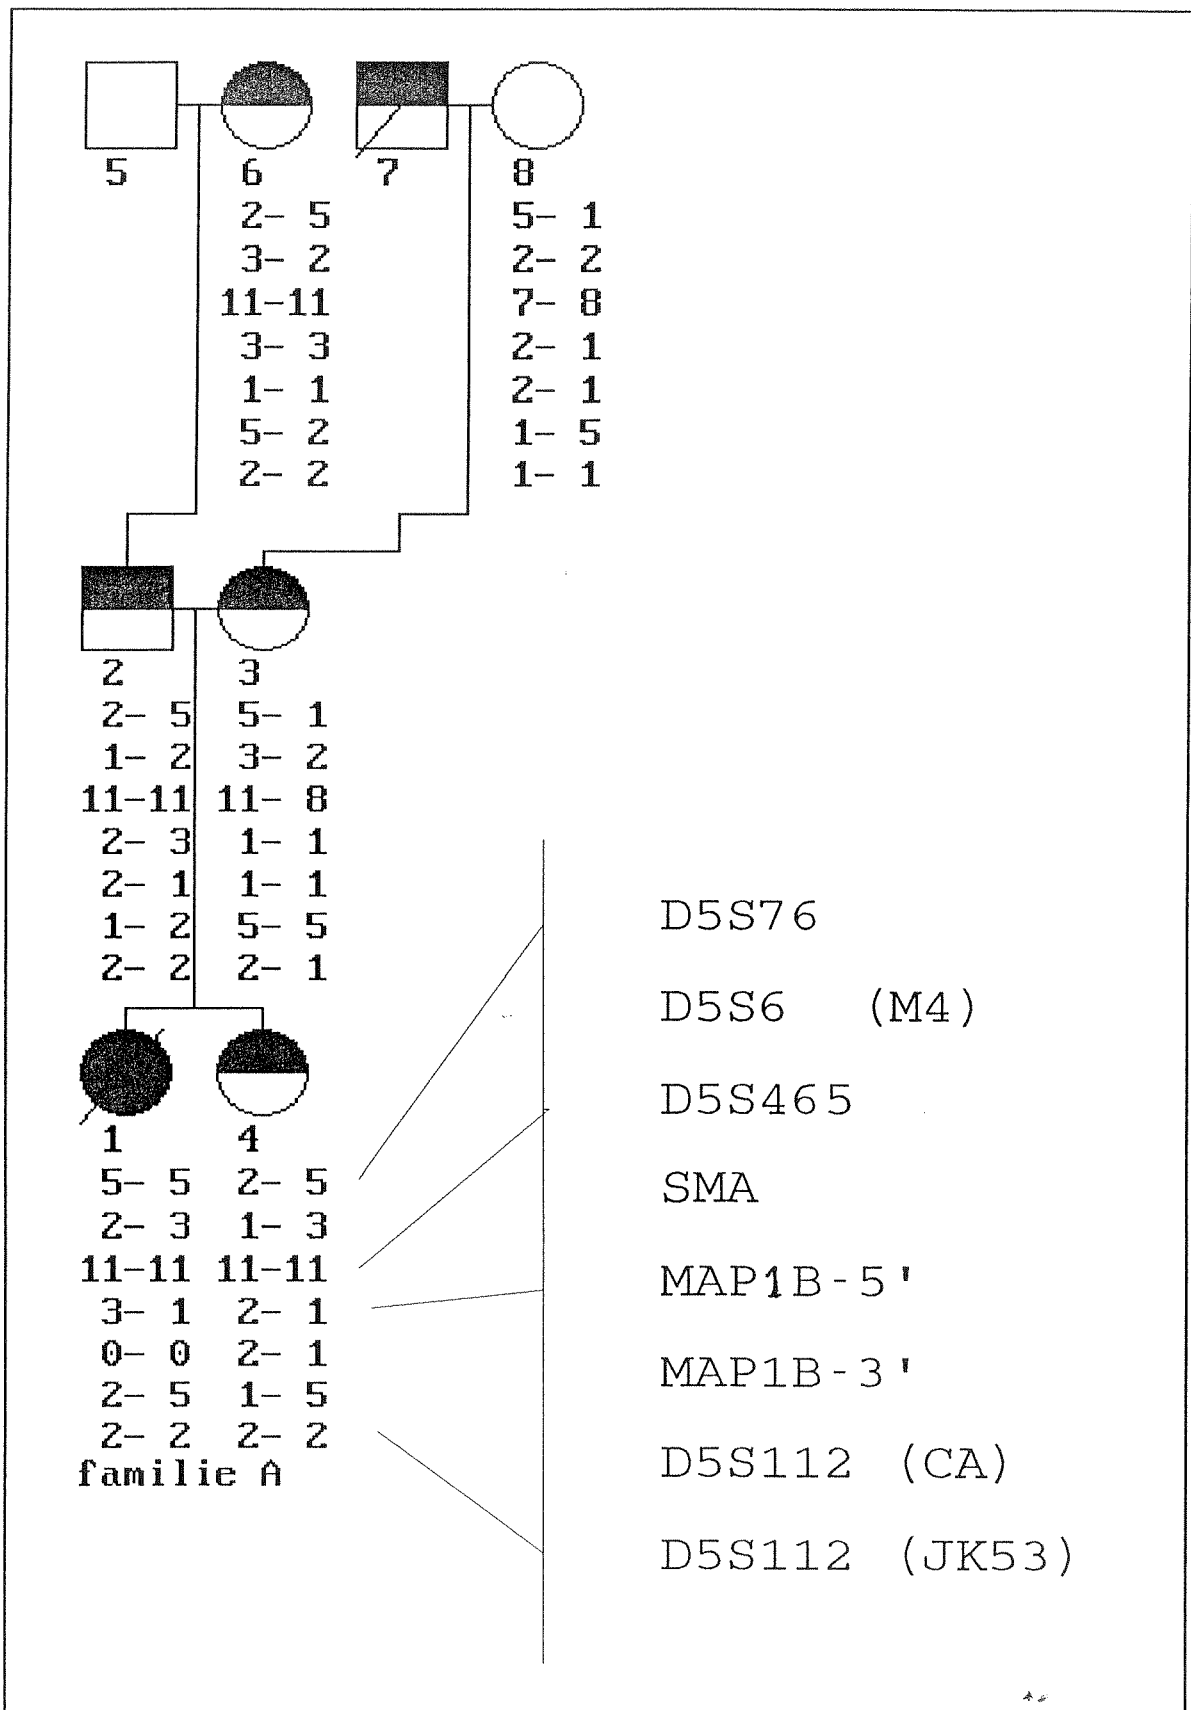 5 6 7 8
2- 5 5- 1
3- 2 2- 2
11-11 7- 8
3- 3 2- 1
1- 1 2- 1
5- 2 1- 5
2- 2 1- 1
2 3
2- 5 5- 1
1- 2 3- 2
11-11 11- 8
2- 3 1- 1
2- 1 1- 1
1- 2 5- 5
2- 2 2- 1
1 4
5- 5 2- 5
2- 3 1- 3
11-11 11-11
3- 1 2- 1
0- 0 2- 1
2- 5 1- 5
2- 2 2- 2
familie A
D5S76
D5S6 (M4)
D5S465
SMA
MAP1B-5'
MAP1B-3'
D5S112 (CA)
D5S112 (JK53)